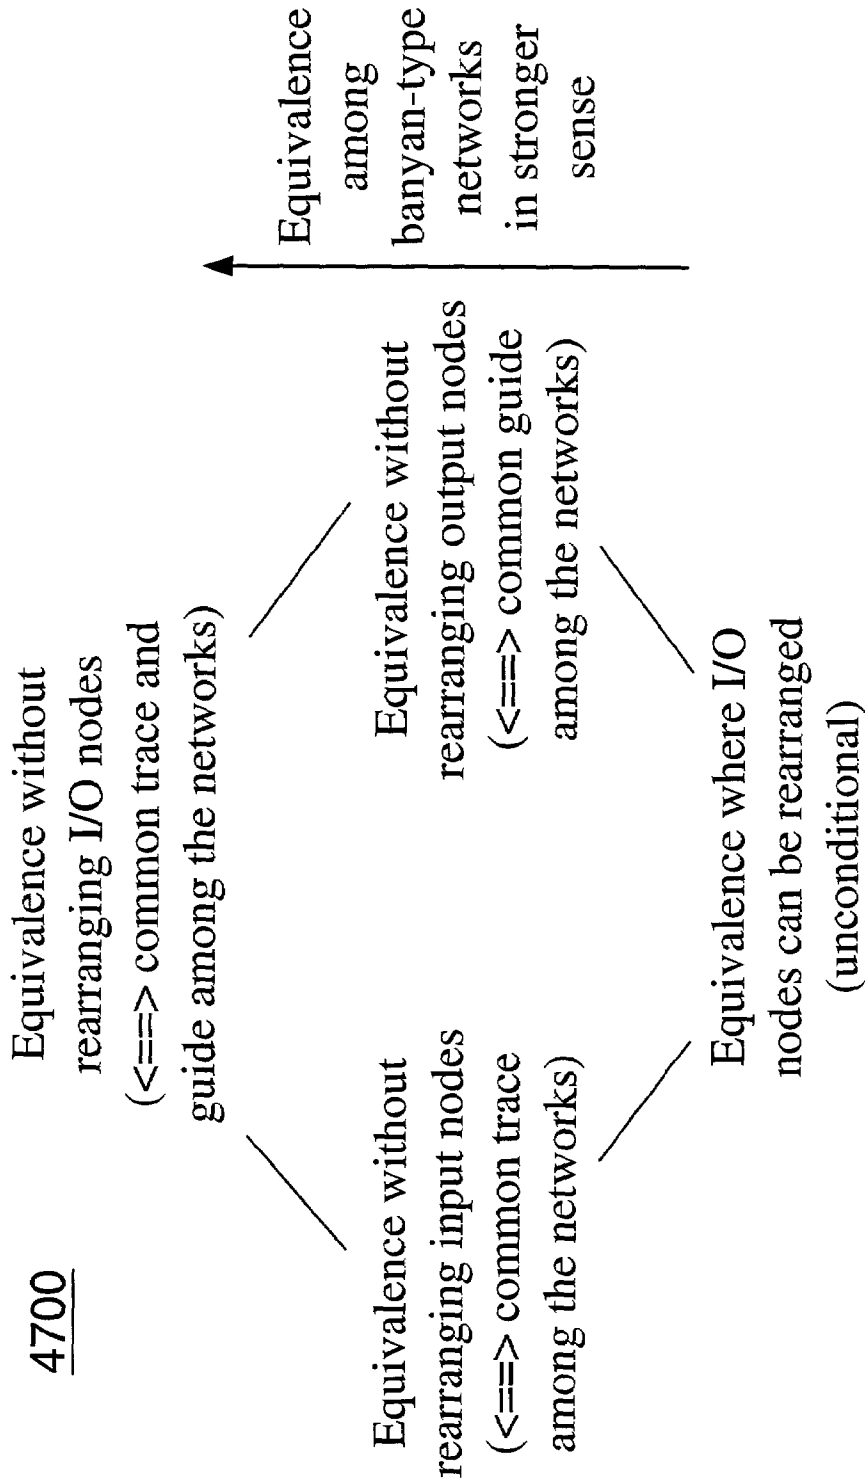 4700
Equivalence without
rearranging I/O nodes
(<==> common trace and
guide among the networks)
Equivalence without
rearranging input nodes
(<==> common trace
among the networks)
Equivalence without
rearranging output nodes
(<==> common guide
among the networks)
Equivalence where I/O
nodes can be rearranged
(unconditional)
Equivalence
among
banyan-type
networks
in stronger
sense